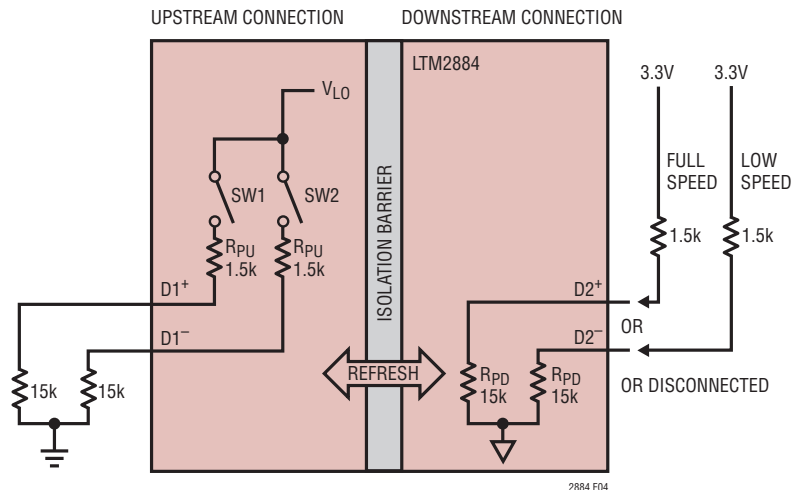 UPSTREAM CONNECTION
DOWNSTREAM CONNECTION
LTM2884
VLO
SW1
SW2
RPU
1.5k
RPU
1.5k
D1+
D1−
15k
15k
ISOLATION BARRIER
REFRESH
3.3V
3.3V
FULL
SPEED
LOW
SPEED
1.5k
1.5k
D2+
OR
D2−
OR DISCONNECTED
RPD
15k
RPD
15k
2884 F04